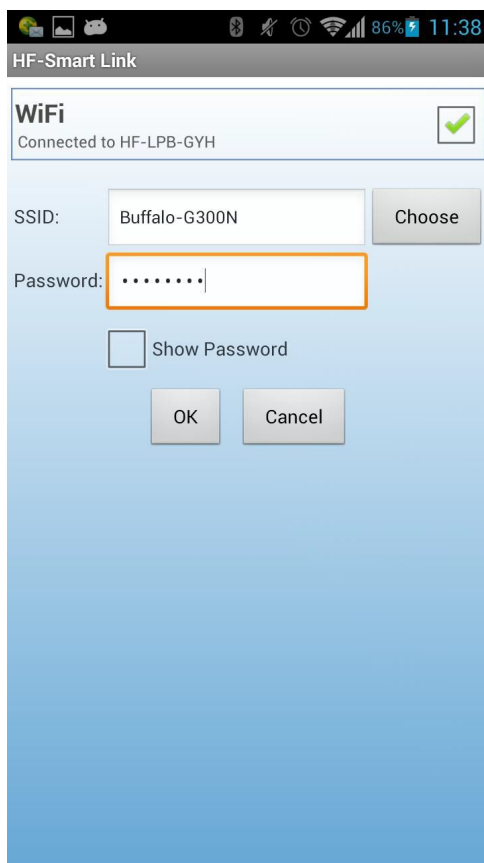 86% 11:38
HF-Smart Link
WiFi
Connected to HF-LPB-GYH
SSID: Buffalo-G300N Choose
Password: ••••••••
Show Password
OK Cancel